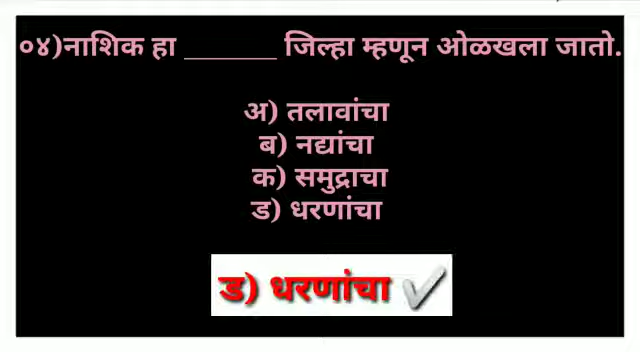 ०४)नाशिक हा _______ जिल्हा म्हणून ओळखला जातो.
अ) तलावांचा
ब) नद्यांचा
क) समुद्राचा
ड) धरणांचा
ड) धरणांचा